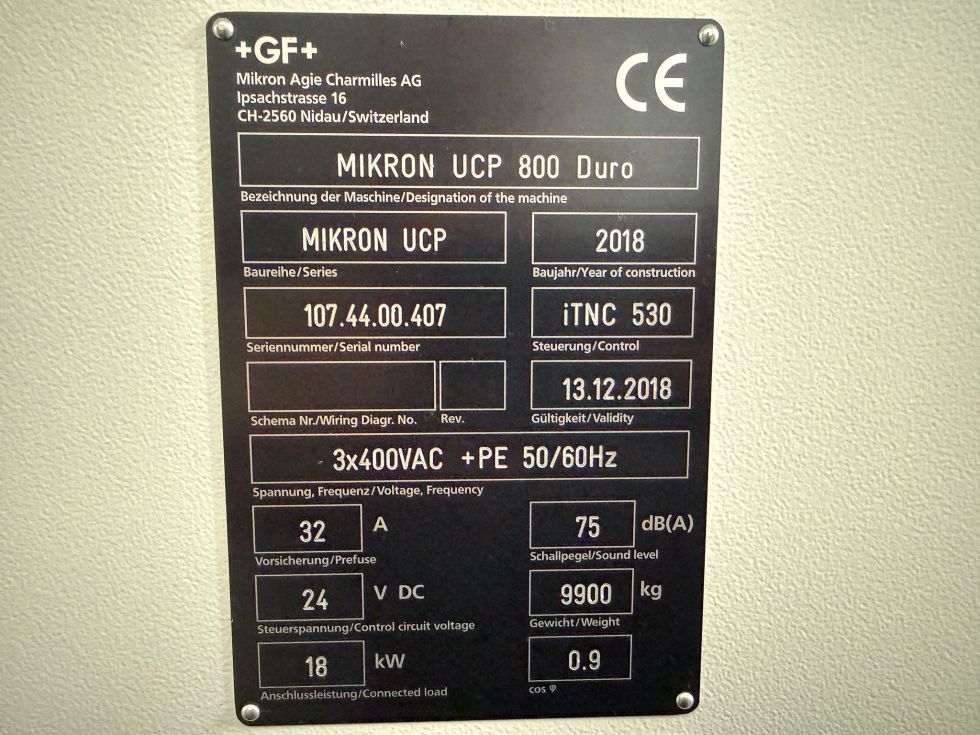 +GF+
CE
Mikron Agie Charmilles AG
Ipsachstrasse 16
CH-2560 Nidau/Switzerland
MIKRON UCP 800 Duro
Bezeichnung der Maschine/Designation of the machine
MIKRON UCP
2018
Baureihe/Series
Baujahr/Year of construction
107.44.00.407
iTNC 530
Seriennummer/Serial number
Steuerung/Control
13.12.2018
Schema Nr./Wiring Diagr. No.
Rev.
Gültigkeit/Validity
3x400VAC +PE 50/60Hz
Spannung, Frequenz/Voltage, Frequency
32 A
75 dB(A)
Vorsicherung/Prefuse
Schallpegel/Sound level
24 V DC
9900 kg
Steuerspannung/Control circuit voltage
Gewicht/Weight
18 kW
0.9
Anschlussleistung/Connected load
cos φ